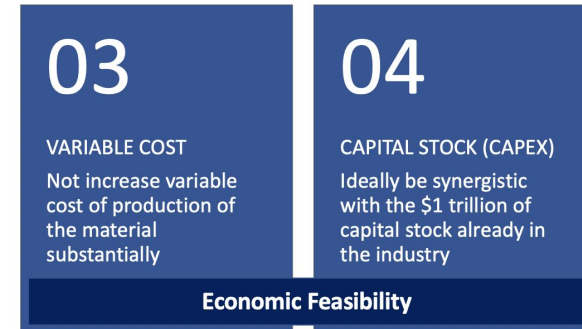 03
VARIABLE COST
Not increase variable
cost of production of
the material
substantially
04
CAPITAL STOCK (CAPEX)
Ideally be synergistic
with the $1 trillion of
capital stock already in
the industry
Economic Feasibility